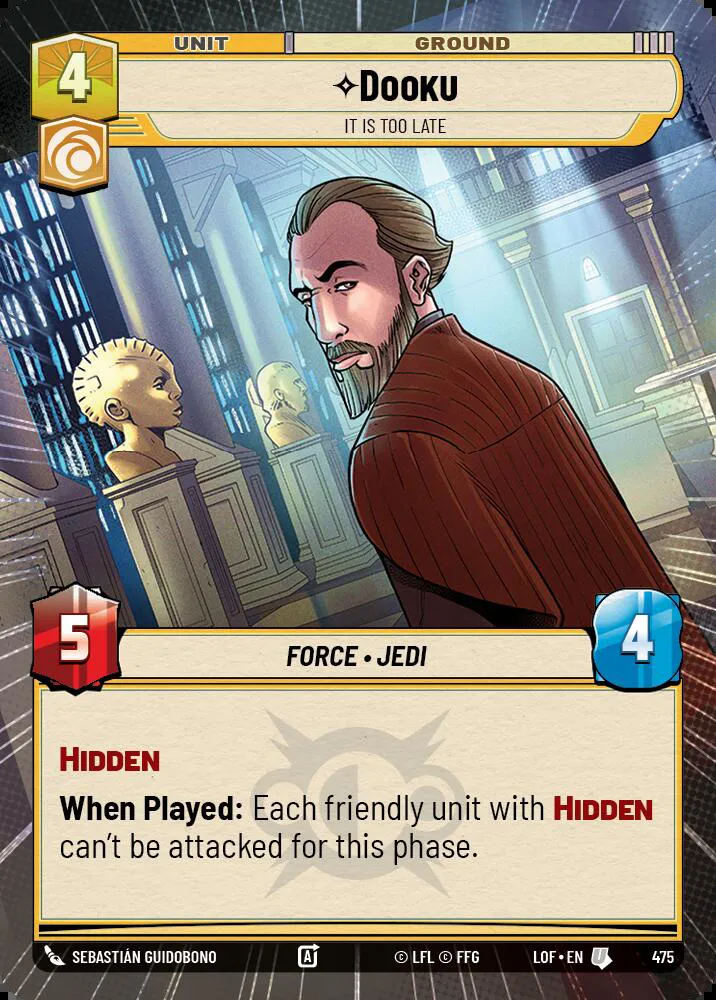 UNIT
GROUND
4
✧DOOKU
IT IS TOO LATE
5
FORCE • JEDI
4
HIDDEN
When Played: Each friendly unit with HIDDEN
can't be attacked for this phase.
SEBASTIÁN GUIDOBONO
A
© LFL © FFG
LOF • EN
475